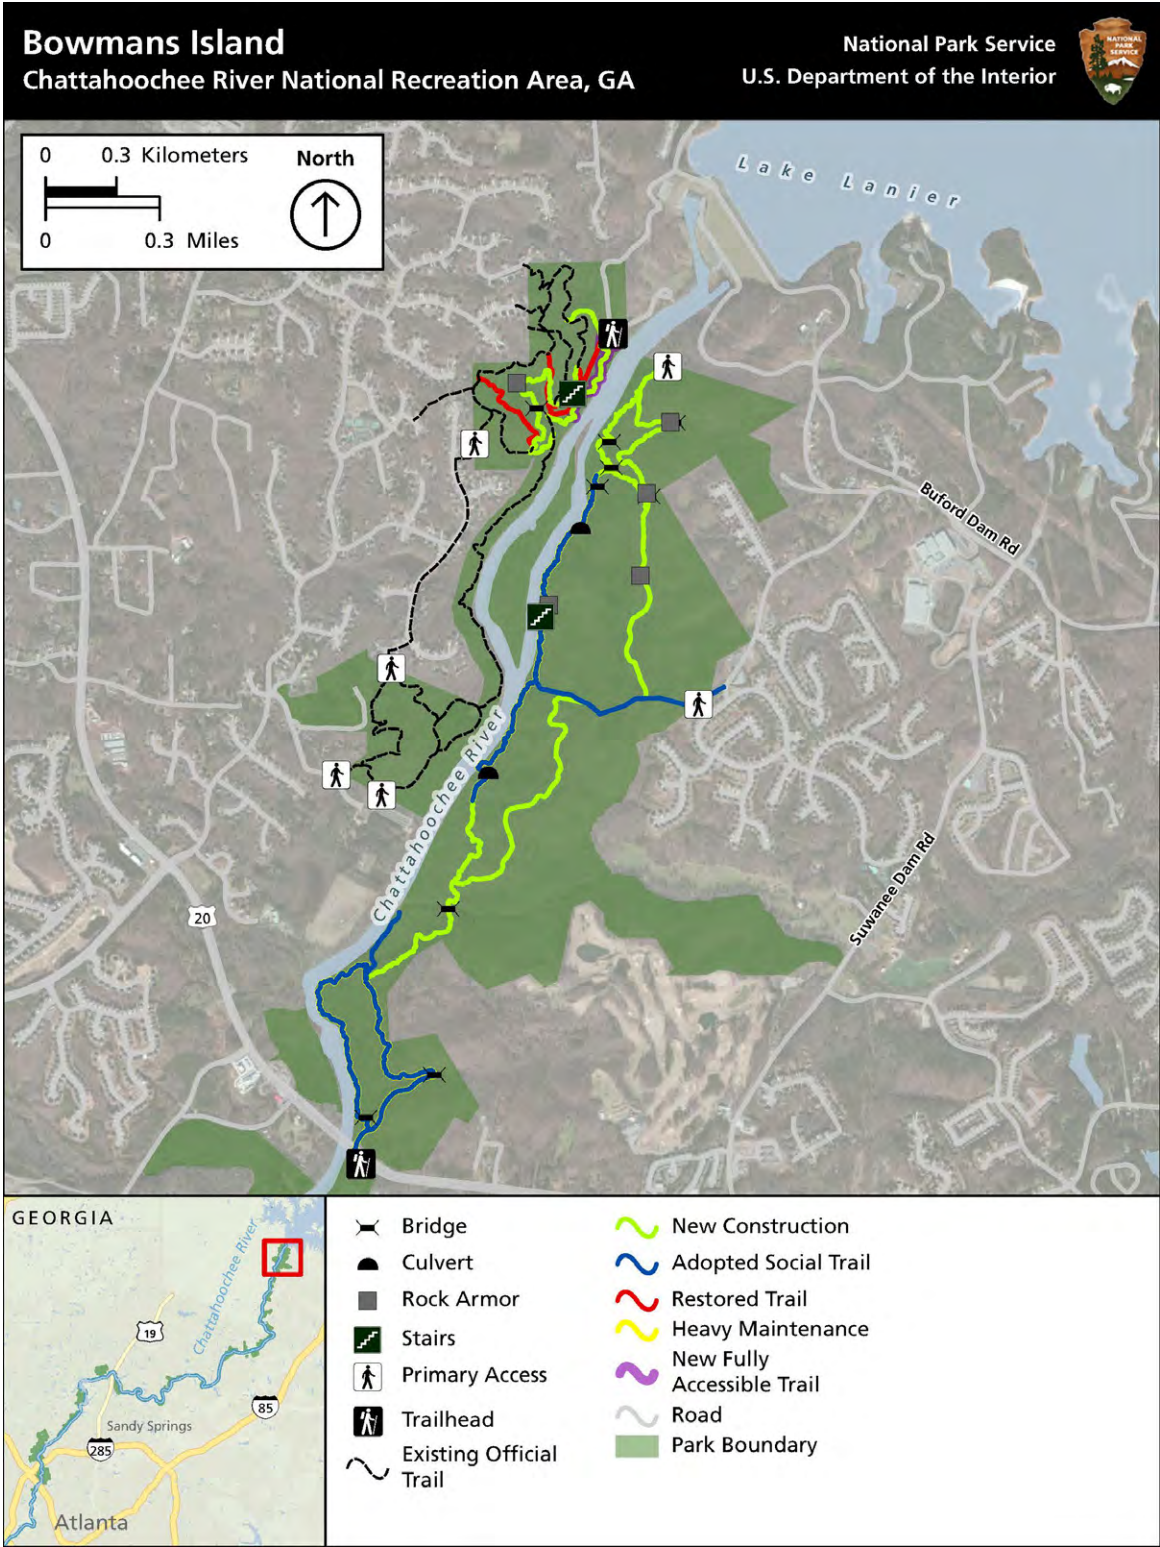 Bowmans Island
Chattahoochee River National Recreation Area, GA
National Park Service
U.S. Department of the Interior
NATIONAL
PARK
SERVICE
0 0.3 Kilometers
North
0 0.3 Miles
Lake Lanier
Buford Dam Rd
Chattahoochee River
Suwanee Dam Rd
20
GEORGIA
Chattahoochee River
19
85
Sandy Springs
285
Atlanta
Bridge
Culvert
Rock Armor
Stairs
Primary Access
Trailhead
Existing Official
Trail
New Construction
Adopted Social Trail
Restored Trail
Heavy Maintenance
New Fully
Accessible Trail
Road
Park Boundary